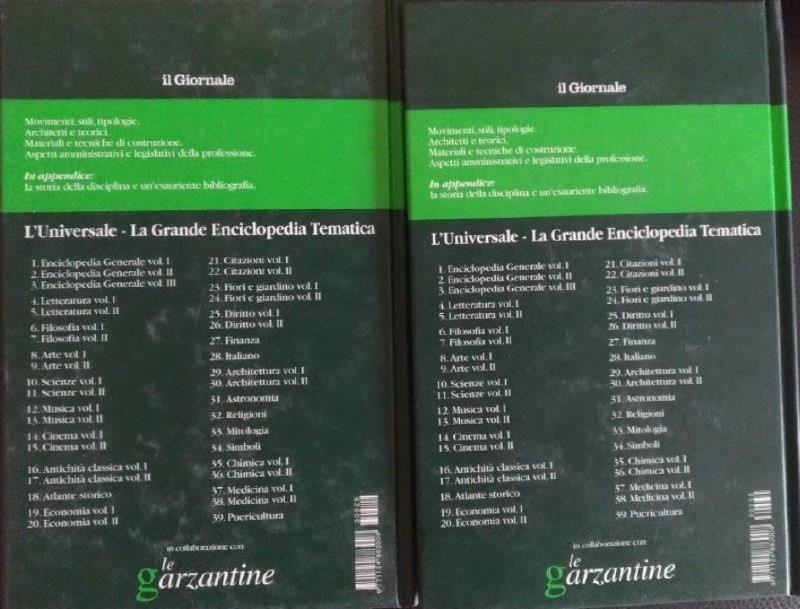 il Giornale
Movimenti, stili, tipologie.
Architetti e teorici.
Materiali e tecniche di costruzione.
Aspetti amministrativi e legislativi della professione.
In appendice:
la storia della disciplina e un'esauriente bibliografia.
L'Universale - La Grande Enciclopedia Tematica
1. Enciclopedia Generale vol. I
2. Enciclopedia Generale vol. II
3. Enciclopedia Generale vol. III
4. Letteratura vol. I
5. Letteratura vol. II
6. Filosofia vol. I
7. Filosofia vol. II
8. Arte vol. I
9. Arte vol. II
10. Scienze vol. I
11. Scienze vol. II
12. Musica vol. I
13. Musica vol. II
14. Cinema vol. I
15. Cinema vol. II
16. Antichità classica vol. I
17. Antichità classica vol. II
18. Atlante storico
19. Economia vol. I
20. Economia vol. II
21. Citazioni vol. I
22. Citazioni vol. II
23. Fiori e giardino vol. I
24. Fiori e giardino vol. II
25. Diritto vol. I
26. Diritto vol. II
27. Finanza
28. Italiano
29. Architettura vol. I
30. Architettura vol. II
31. Astronomia
32. Religioni
33. Mitologia
34. Simboli
35. Chimica vol. I
36. Chimica vol. II
37. Medicina vol. I
38. Medicina vol. II
39. Puericultura
in collaborazione con
le
garzantine
il Giornale
Movimenti, stili, tipologie.
Architetti e teorici.
Materiali e tecniche di costruzione.
Aspetti amministrativi e legislativi della professione.
In appendice:
la storia della disciplina e un'esauriente bibliografia.
L'Universale - La Grande Enciclopedia Tematica
1. Enciclopedia Generale vol. I
2. Enciclopedia Generale vol. II
3. Enciclopedia Generale vol. III
4. Letteratura vol. I
5. Letteratura vol. II
6. Filosofia vol. I
7. Filosofia vol. II
8. Arte vol. I
9. Arte vol. II
10. Scienze vol. I
11. Scienze vol. II
12. Musica vol. I
13. Musica vol. II
14. Cinema vol. I
15. Cinema vol. II
16. Antichità classica vol. I
17. Antichità classica vol. II
18. Atlante storico
19. Economia vol. I
20. Economia vol. II
21. Citazioni vol. I
22. Citazioni vol. II
23. Fiori e giardino vol. I
24. Fiori e giardino vol. II
25. Diritto vol. I
26. Diritto vol. II
27. Finanza
28. Italiano
29. Architettura vol. I
30. Architettura vol. II
31. Astronomia
32. Religioni
33. Mitologia
34. Simboli
35. Chimica vol. I
36. Chimica vol. II
37. Medicina vol. I
38. Medicina vol. II
39. Puericultura
in collaborazione con
le
garzantine